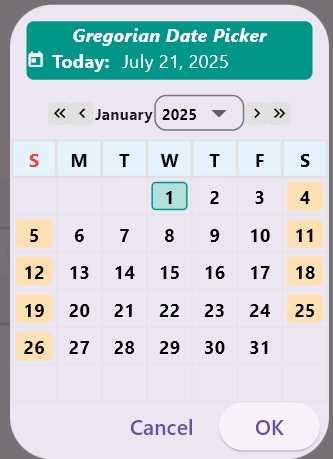 Gregorian Date Picker
Today: July 21, 2025
« ‹ January 2025 › »
S M T W T F S
1 2 3 4
5 6 7 8 9 10 11
12 13 14 15 16 17 18
19 20 21 22 23 24 25
26 27 28 29 30 31
Cancel OK